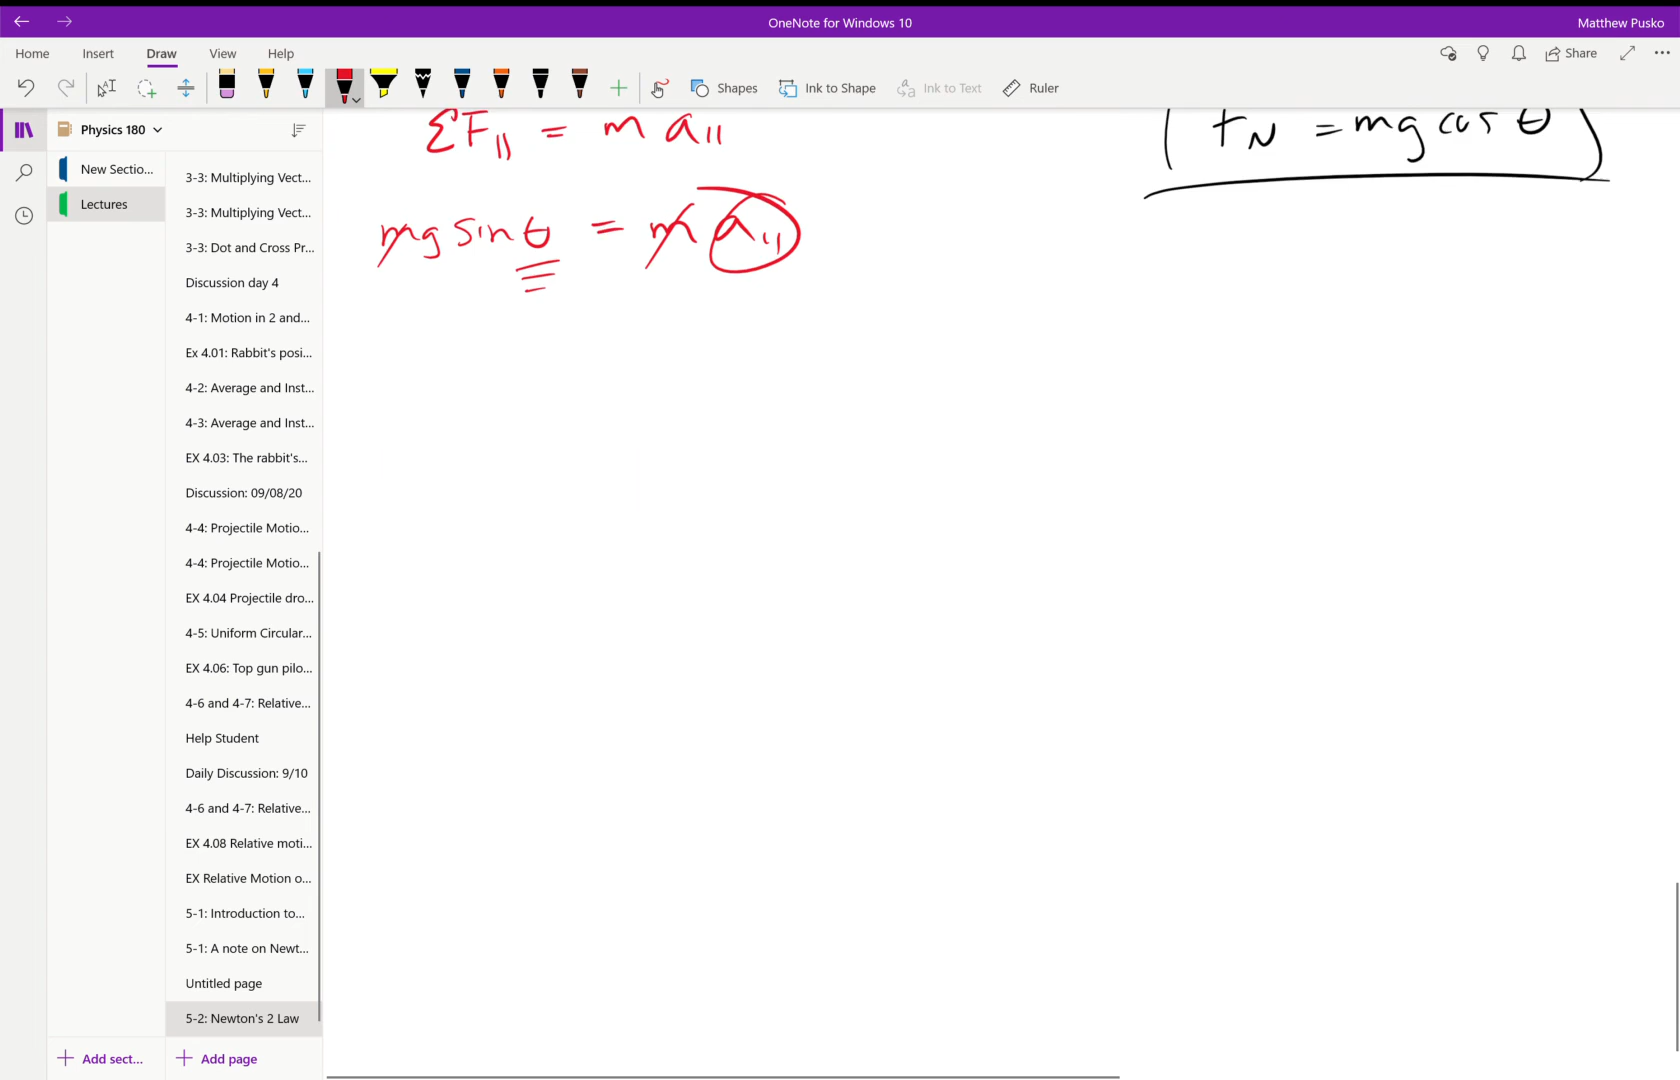 OneNote for Windows 10
Matthew Pusko
Home Insert Draw View Help
Share
Shapes Ink to Shape Ink to Text Ruler
Physics 180
New Sectio...
Lectures
3-3: Multiplying Vect...
3-3: Multiplying Vect...
3-3: Dot and Cross Pr...
Discussion day 4
4-1: Motion in 2 and...
Ex 4.01: Rabbit's posi...
4-2: Average and Inst...
4-3: Average and Inst...
EX 4.03: The rabbit's...
Discussion: 09/08/20
4-4: Projectile Motio...
4-4: Projectile Motio...
EX 4.04 Projectile dro...
4-5: Uniform Circular...
EX 4.06: Top gun pilo...
4-6 and 4-7: Relative...
Help Student
Daily Discussion: 9/10
4-6 and 4-7: Relative...
EX 4.08 Relative moti...
EX Relative Motion o...
5-1: Introduction to...
5-1: A note on Newt...
Untitled page
5-2: Newton's 2 Law
Add sect...
Add page
ΣF|| = m a||
mg sin θ = m a||
FN = mg cos θ